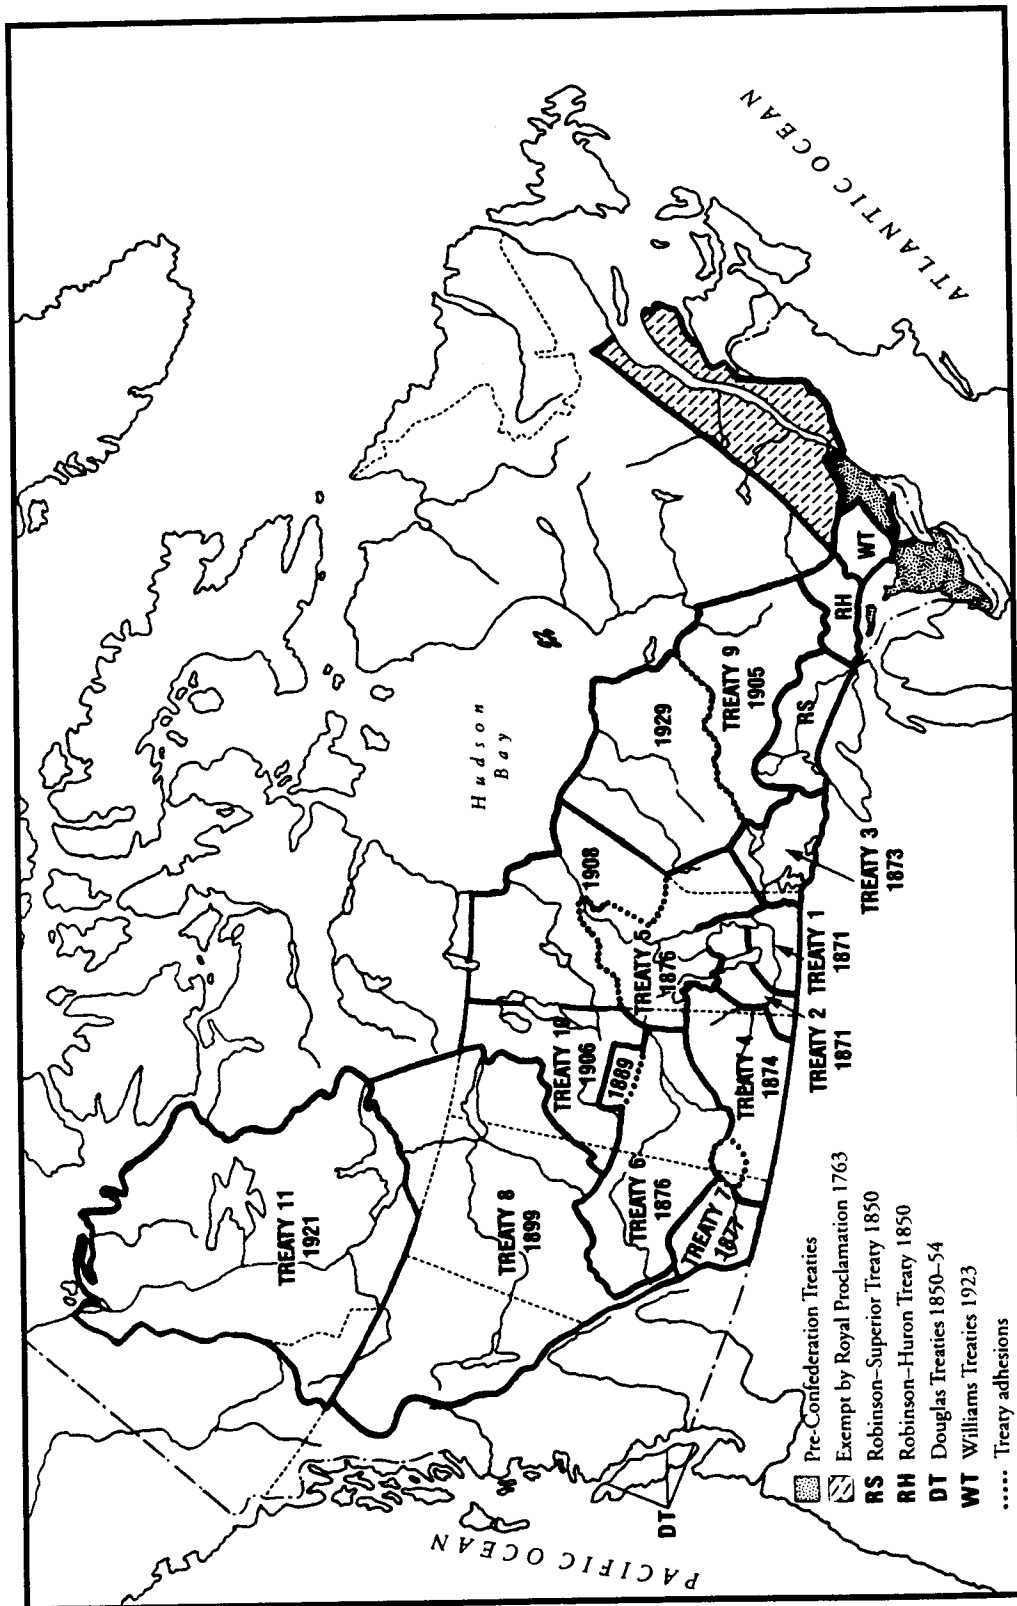 PACIFIC OCEAN
ATLANTIC OCEAN
Hudson
Bay
TREATY 11
1921
TREATY 8
1899
TREATY 10
1906
1889
TREATY 6
1876
TREATY 7
1877
TREATY 4
1874
TREATY 5
1876
1908
1929
TREATY 9
1905
TREATY 2
1871
TREATY 1
1871
TREATY 3
1873
RS
RH
WT
DT
Pre-Confederation Treaties
Exempt by Royal Proclamation 1763
RS Robinson–Superior Treaty 1850
RH Robinson–Huron Treaty 1850
DT Douglas Treaties 1850–54
WT Williams Treaties 1923
Treaty adhesions